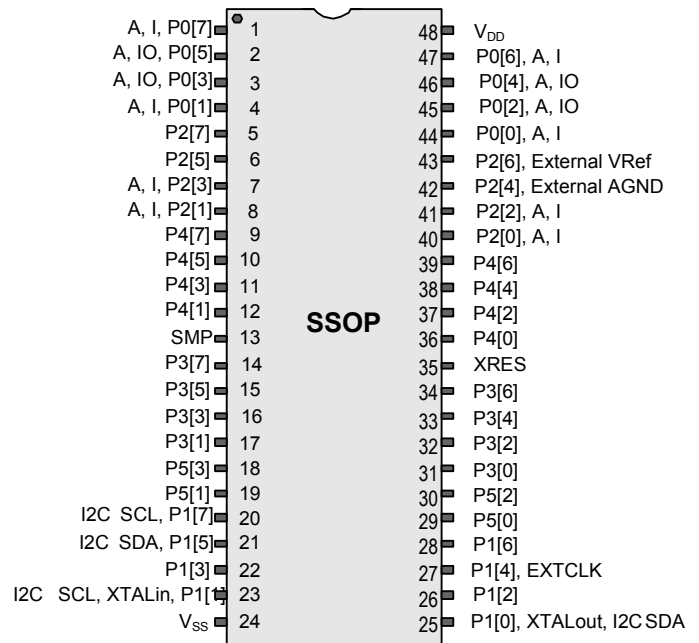 A, I, P0[7] 1
A, IO, P0[5] 2
A, IO, P0[3] 3
A, I, P0[1] 4
P2[7] 5
P2[5] 6
A, I, P2[3] 7
A, I, P2[1] 8
P4[7] 9
P4[5] 10
P4[3] 11
P4[1] 12
SMP 13
P3[7] 14
P3[5] 15
P3[3] 16
P3[1] 17
P5[3] 18
P5[1] 19
I2C SCL, P1[7] 20
I2C SDA, P1[5] 21
P1[3] 22
I2C SCL, XTALin, P1[1] 23
VSS 24
SSOP
48 VDD
47 P0[6], A, I
46 P0[4], A, IO
45 P0[2], A, IO
44 P0[0], A, I
43 P2[6], External VRef
42 P2[4], External AGND
41 P2[2], A, I
40 P2[0], A, I
39 P4[6]
38 P4[4]
37 P4[2]
36 P4[0]
35 XRES
34 P3[6]
33 P3[4]
32 P3[2]
31 P3[0]
30 P5[2]
29 P5[0]
28 P1[6]
27 P1[4], EXTCLK
26 P1[2]
25 P1[0], XTALout, I2C SDA